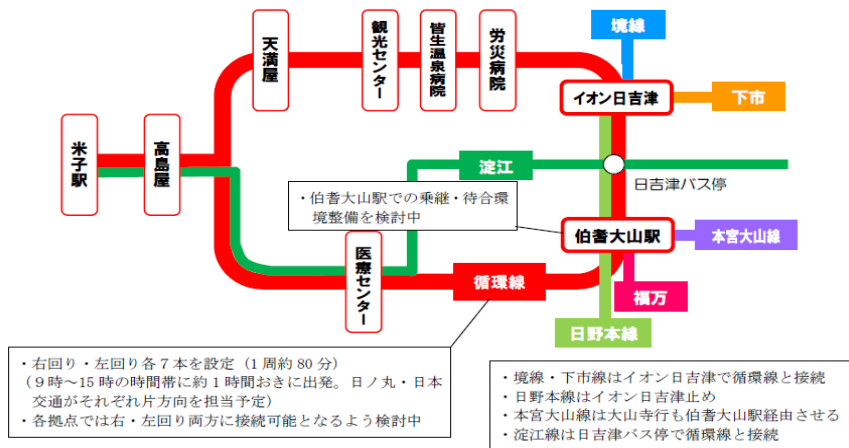 境線
天満屋
観光センター
皆生温泉病院
労災病院
イオン日吉津
下市
米子駅
高島屋
淀江
日吉津バス停
・伯耆大山駅での乗継・待合環
境整備を検討中
伯耆大山駅
本宮大山線
医療センター
循環線
福万
日野本線
・右回り・左回り各７本を設定（1 周約 80 分）
（９時～15 時の時間帯に約１時間おきに出発。日ノ丸・日本
交通がそれぞれ片方向を担当予定）
・各拠点では右・左回り両方に接続可能となるよう検討中
・境線・下市線はイオン日吉津で循環線と接続
・日野本線はイオン日吉津止め
・本宮大山線は大山寺行も伯耆大山駅経由させる
・淀江線は日吉津バス停で循環線と接続